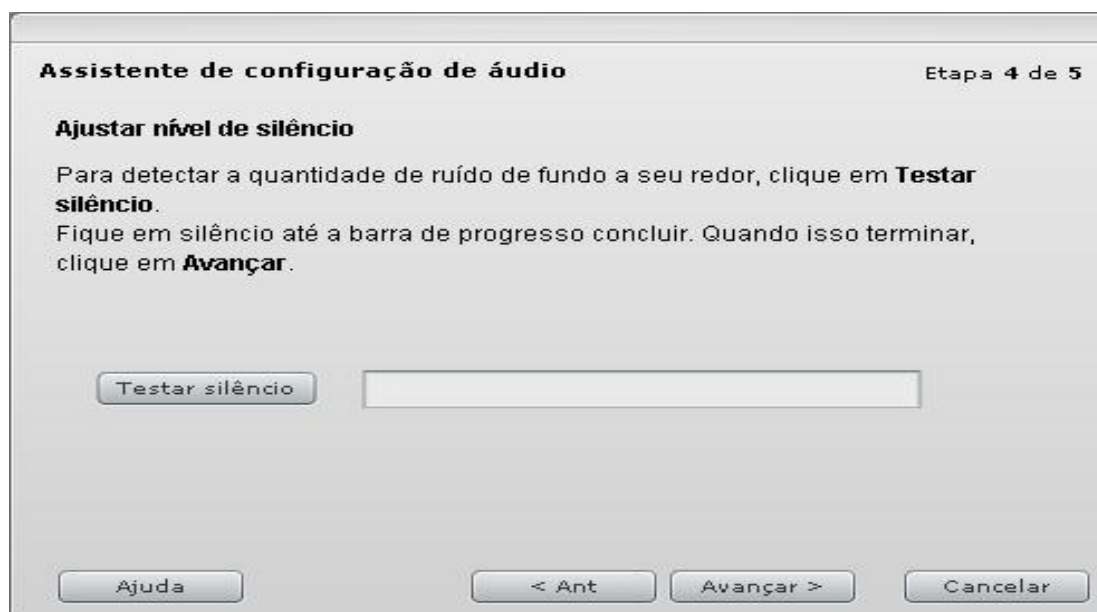 Assistente de configuração de áudio
Etapa 4 de 5
Ajustar nível de silêncio
Para detectar a quantidade de ruído de fundo a seu redor, clique em Testar
silêncio.
Fique em silêncio até a barra de progresso concluir. Quando isso terminar,
clique em Avançar.
Testar silêncio
Ajuda
< Ant
Avançar >
Cancelar